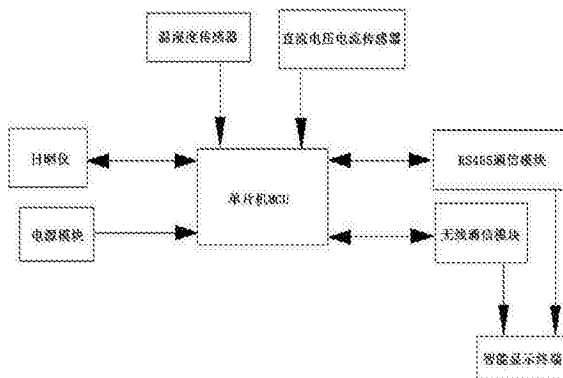 温湿度传感器
直流电压电流传感器
日照仪
单片机MCU
RS485通信模块
电源模块
无线通信模块
智能显示终端